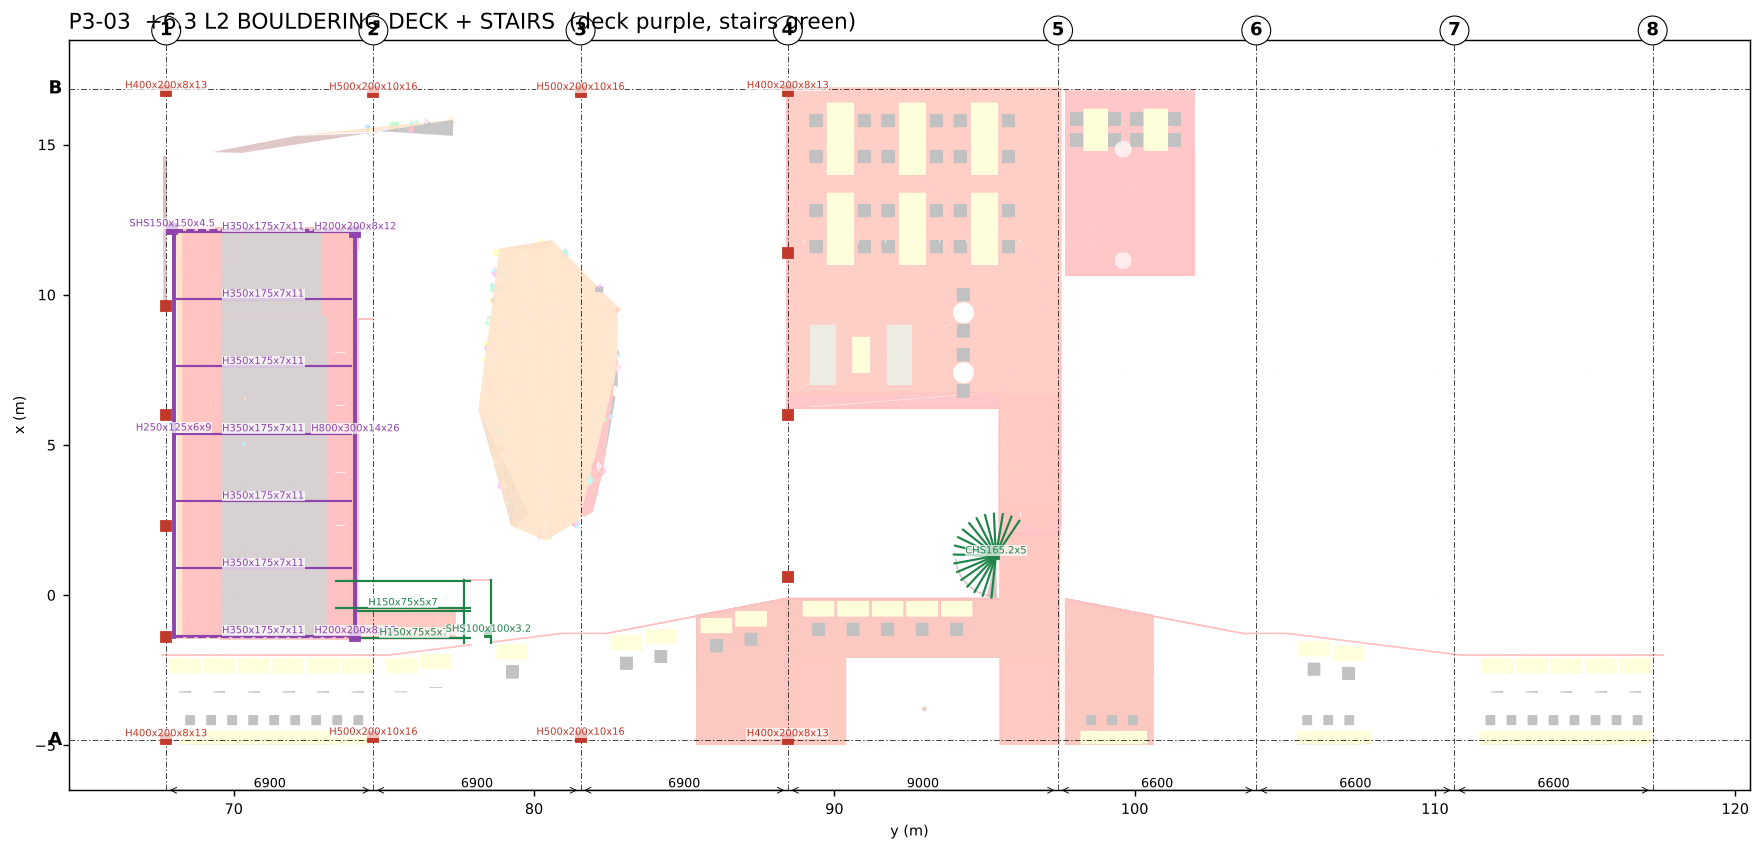 P3-03 +6.3 L2 BOULDERING DECK + STAIRS (deck purple, stairs green)
1 2 3 4 5 6 7 8
B
H400x200x8x13 H500x200x10x16 H500x200x10x16 H400x200x8x13
15
SHS150x150x4.5 H350x175x7x11 H200x200x8x12
10
H350x175x7x11
H350x175x7x11
x (m)
5
H250x125x6x9 H350x175x7x11 H800x300x14x26
H350x175x7x11
CHS165.2x5
H350x175x7x11
0
H150x75x5x7
H350x175x7x11 H200x200x8 H150x75x5x7 SHS100x100x3.2
A
−5
H400x200x8x13 H500x200x10x16 H500x200x10x16 H400x200x8x13
6900 6900 6900 9000 6600 6600 6600
70 80 90 100 110 120
y (m)